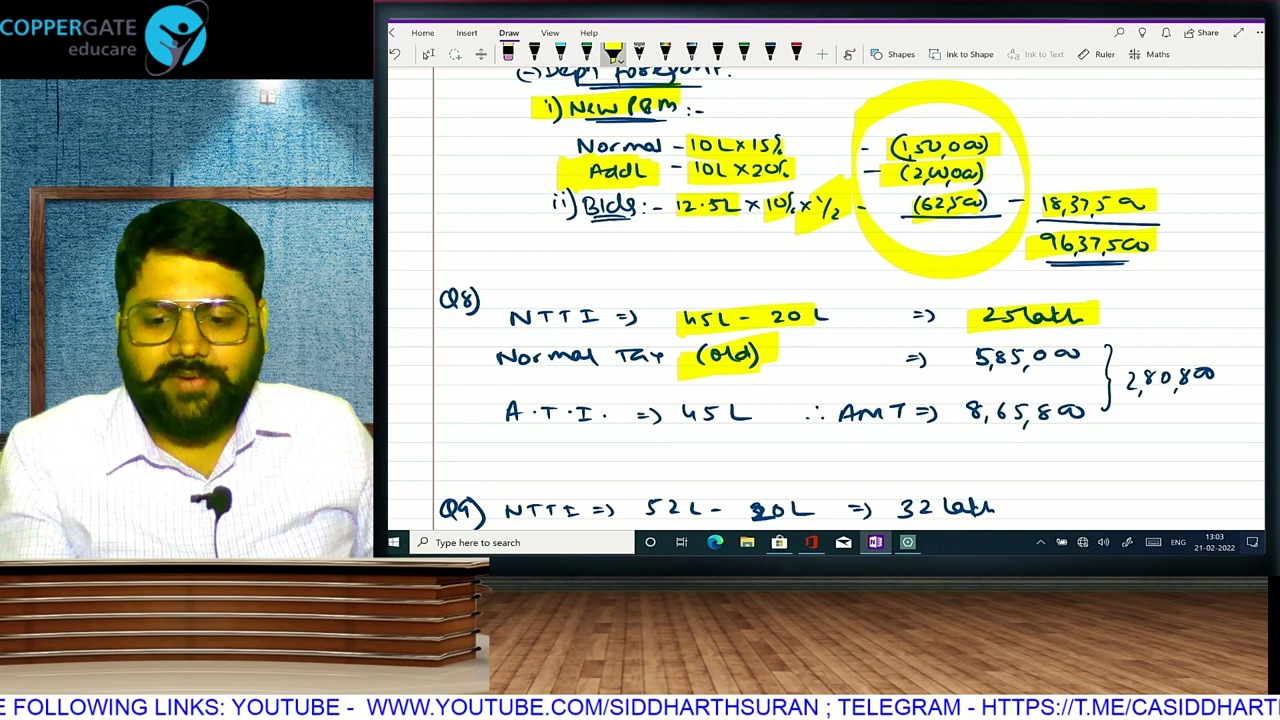 COPPERGATE
educare
Home Insert Draw View Help
Share
Shapes Ink to Shape Ink to Text Ruler Maths
(-) Depn foregone:
i) New P&M :-
Normal - 10L x 15% - (1,50,000)
Addl - 10L x 20% - (2,00,000)
ii) Bldg :- 12.5L x 10% x 1/2 - (62,500) - 18,37,500
96,37,500
Q8)
NTTI => 45L - 20L => 25 lakh
Normal Tax (old) => 5,85,000
2,80,800
A.T.I. => 45L ∴ AMT => 8,65,800
Q9) NTTI => 52L - 20L => 32 lakh
Type here to search
ENG
13:03
21-02-2022
E FOLLOWING LINKS: YOUTUBE - WWW.YOUTUBE.COM/SIDDHARTHSURAN ; TELEGRAM - HTTPS://T.ME/CASIDDHART